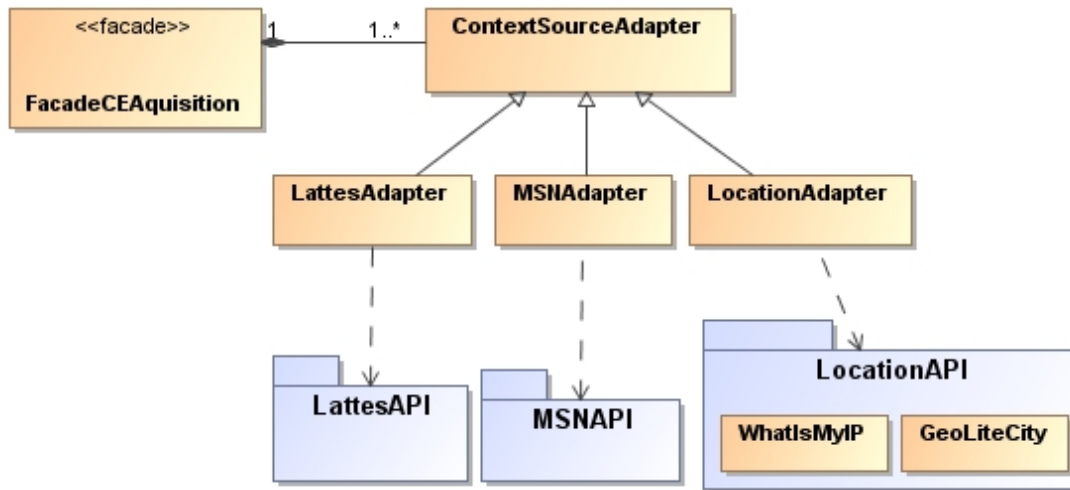 <<facade>>
FacadeCEAquisition
1
1..*
ContextSourceAdapter
LattesAdapter
MSNAdapter
LocationAdapter
LattesAPI
MSNAPI
LocationAPI
WhatIsMyIP
GeoLiteCity